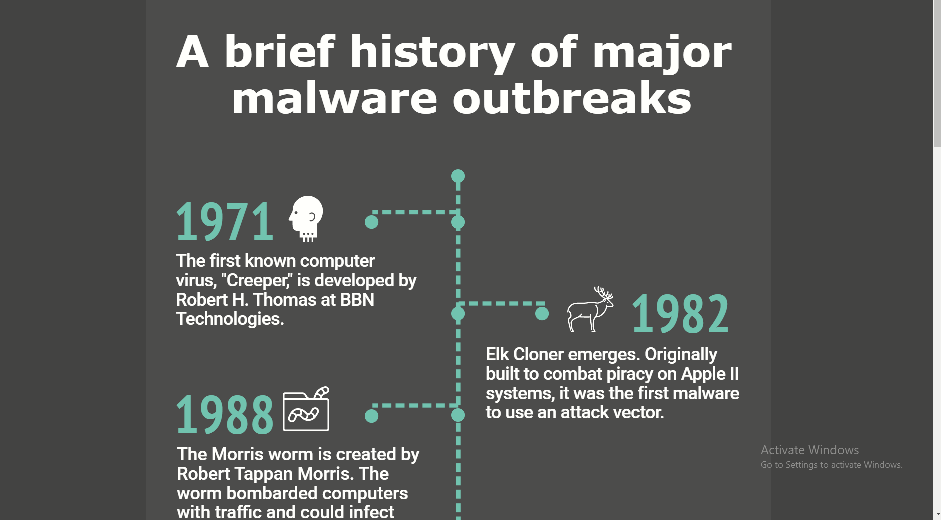 A brief history of major
malware outbreaks
1971
The first known computer
virus, "Creeper," is developed by
Robert H. Thomas at BBN
Technologies.
1982
Elk Cloner emerges. Originally
built to combat piracy on Apple II
systems, it was the first malware
to use an attack vector.
1988
The Morris worm is created by
Robert Tappan Morris. The
worm bombarded computers
with traffic and could infect
Activate Windows
Go to Settings to activate Windows.